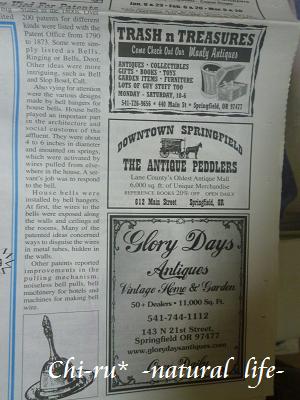 200 patents for different
kinds were listed with the
Patent Office from 1790
to 1873. Some were sim-
ply listed as Bells,
Ringing or Bells, Door.
Other ideas were more
intriguing, such as Bell
and Slop Bowl, Call.
Also vying for attention
were the various designs
made by bell hangers for
house bells. House bells
played an important part
in the architecture and
social customs of the
affluent. They were about
4 to 6 inches in diameter
and mounted on springs,
which were activated by
wires pulled from else-
where in the house. A ser-
vant's job was to respond
to the bell.
House bells were
installed by bell hangers.
At first, the wires to the
bells were exposed along
the walls and ceilings of
the rooms. Many of the
patented ideas concerned
ways to disguise the wires
in metal tubes, hidden in
the walls.
Other patents reported
improvements in the
pulling mechanism,
noiseless bell pulls, bell
machinery for hotels and
machines for making bell
wire.
TRASH n TREASURES
Come Check Out Our Manly Antiques
ANTIQUES · COLLECTIBLES
GIFTS · BOOKS · TOYS
GARDEN ITEMS · FURNITURE
LOTS OF GUY STUFF TOO
MONDAY - SATURDAY, 10-6
541-726-9656 · 440 Main St · Springfield, OR 97477
DOWNTOWN SPRINGFIELD
THE ANTIQUE PEDDLERS
Lane County's Oldest Antique Mall
6,000 sq. ft. of Unique Merchandise
REFERENCE BOOKS 20% OFF OPEN DAILY
612 Main Street Springfield, OR
Glory Days
Antiques
Vintage Home & Garden
50+ Dealers • 11,000 Sq. Ft.
541-744-1112
143 N 21st Street,
Springfield OR 97477
www.glorydaysantiques.com
Open Daily
Chi-ru* -natural life-